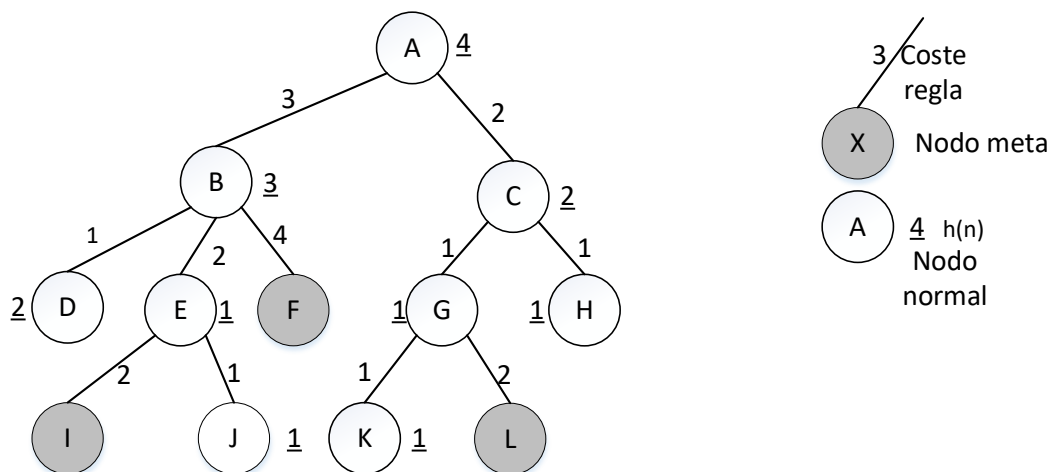 A 4
3 2
B 3
C 2
1 2 4
1 1
2 D
E 1
F
1 G
1 H
2 1
1 2
I
J 1
K 1
L
3 Coste
regla
X Nodo meta
A 4 h(n)
Nodo
normal